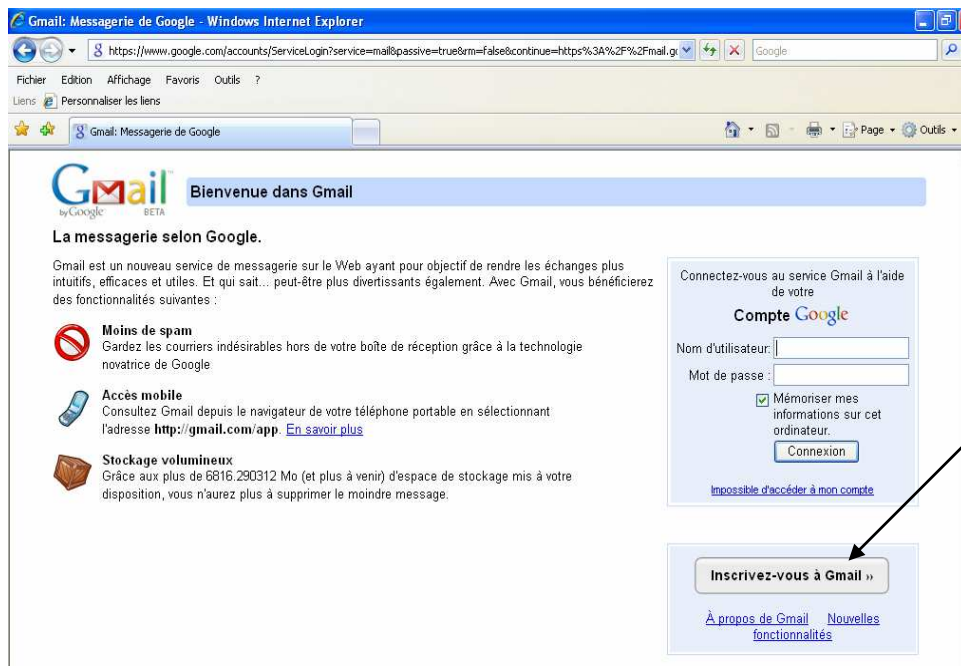 Gmail: Messagerie de Google - Windows Internet Explorer
https://www.google.com/accounts/ServiceLogin?service=mail&passive=true&rm=false&continue=https%3A%2F%2Fmail.g
Google
Fichier Edition Affichage Favoris Outils ?
Liens Personnaliser les liens
Gmail: Messagerie de Google
Page Outils
Gmail
by Google BETA
Bienvenue dans Gmail
La messagerie selon Google.
Gmail est un nouveau service de messagerie sur le Web ayant pour objectif de rendre les échanges plus
intuitifs, efficaces et utiles. Et qui sait... peut-être plus divertissants également. Avec Gmail, vous bénéficierez
des fonctionnalités suivantes :
Moins de spam
Gardez les courriers indésirables hors de votre boîte de réception grâce à la technologie
novatrice de Google
Accès mobile
Consultez Gmail depuis le navigateur de votre téléphone portable en sélectionnant
l'adresse http://gmail.com/app. En savoir plus
Stockage volumineux
Grâce aux plus de 6816.290312 Mo (et plus à venir) d'espace de stockage mis à votre
disposition, vous n'aurez plus à supprimer le moindre message.
Connectez-vous au service Gmail à l'aide
de votre
Compte Google
Nom d'utilisateur:
Mot de passe :
Mémoriser mes
informations sur cet
ordinateur.
Connexion
Impossible d'accéder à mon compte
Inscrivez-vous à Gmail »
À propos de Gmail Nouvelles
fonctionnalités